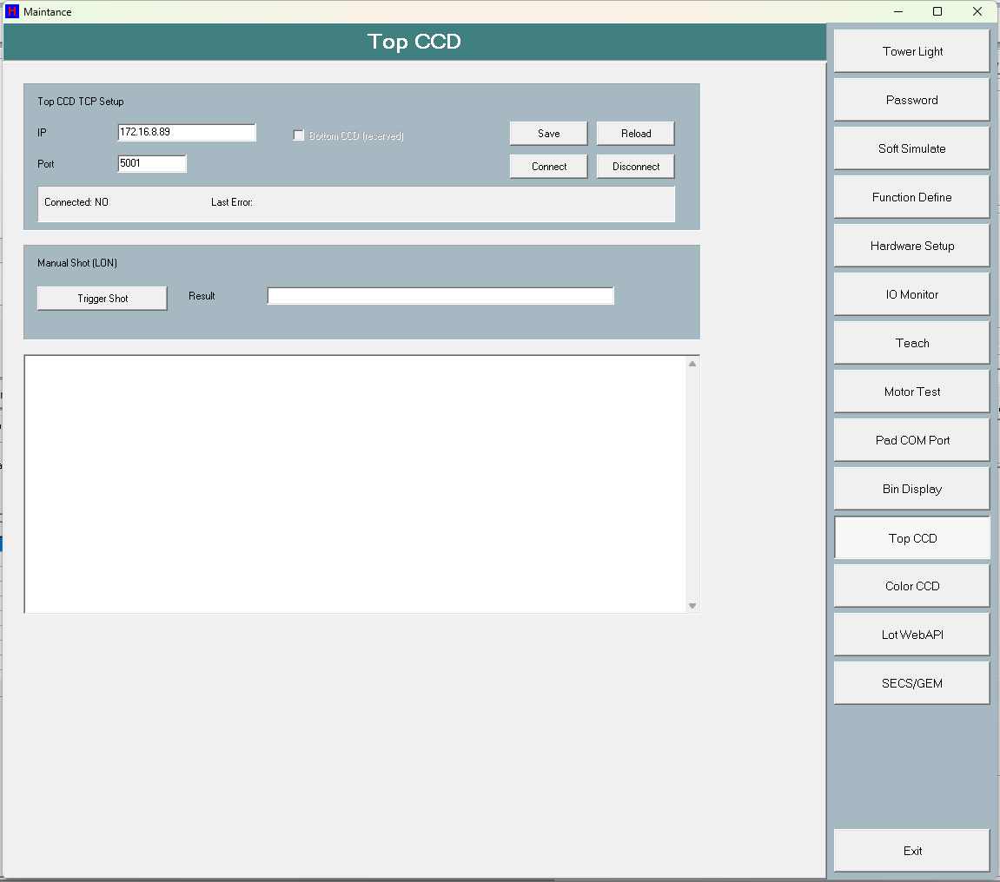 H Maintance
Top CCD
Top CCD TCP Setup
IP 172.16.8.89 Bottom CCD (reserved) Save Reload
Port 5001 Connect Disconnect
Connected: NO Last Error:
Manual Shot (LON)
Trigger Shot Result
Tower Light
Password
Soft Simulate
Function Define
Hardware Setup
IO Monitor
Teach
Motor Test
Pad COM Port
Bin Display
Top CCD
Color CCD
Lot WebAPI
SECS/GEM
Exit